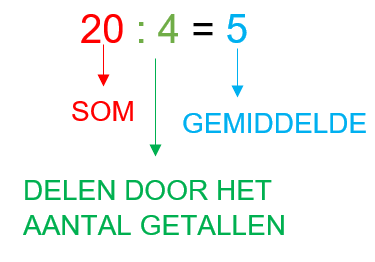 20 : 4 = 5
SOM
GEMIDDELDE
DELEN DOOR HET
AANTAL GETALLEN